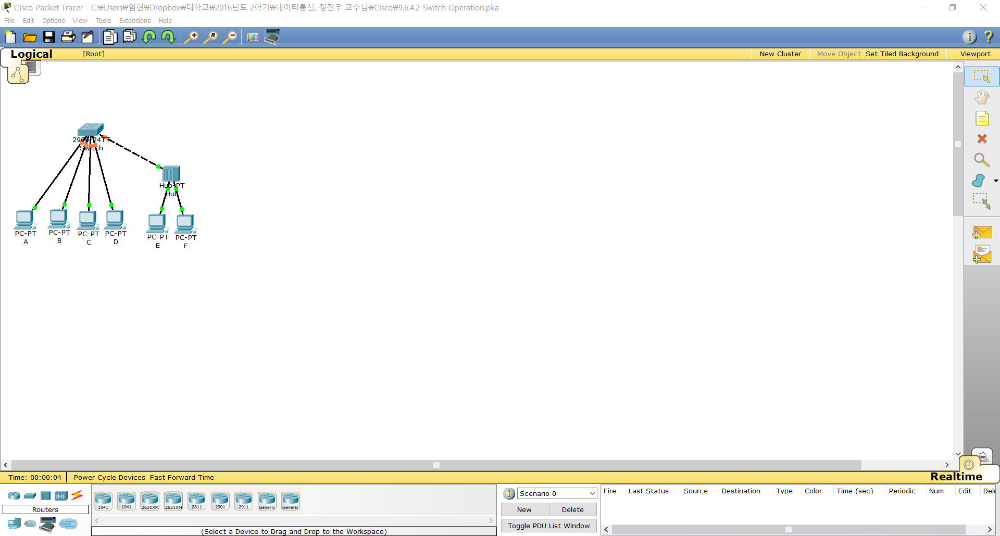 Cisco Packet Tracer - C:₩Users₩임현₩Dropbox₩대학교₩2016년도 2학기₩데이터통신, 정진우 교수님₩Cisco₩9.6.4.2-Switch Operation.pka
File Edit Options View Tools Extensions Help
Logical [Root] New Cluster Move Object Set Tiled Background Viewport
2960-24TT
Switch
Hub-PT
Hub
PC-PT
A
PC-PT
B
PC-PT
C
PC-PT
D
PC-PT
E
PC-PT
F
Time: 00:00:04 Power Cycle Devices Fast Forward Time
Realtime
Routers
1841 1941 2620XM 2621XM 2811 2901 2911 Generic Generic
(Select a Device to Drag and Drop to the Workspace)
Scenario 0
New Delete
Toggle PDU List Window
Fire Last Status Source Destination Type Color Time (sec) Periodic Num Edit Dele